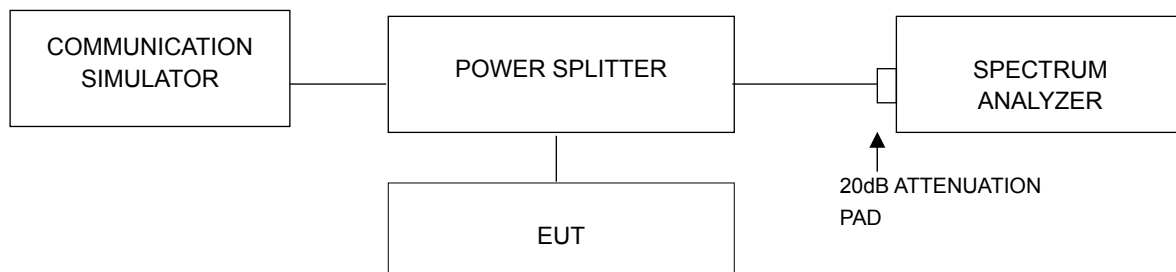 COMMUNICATION
SIMULATOR
POWER SPLITTER
SPECTRUM
ANALYZER
20dB ATTENUATION
PAD
EUT